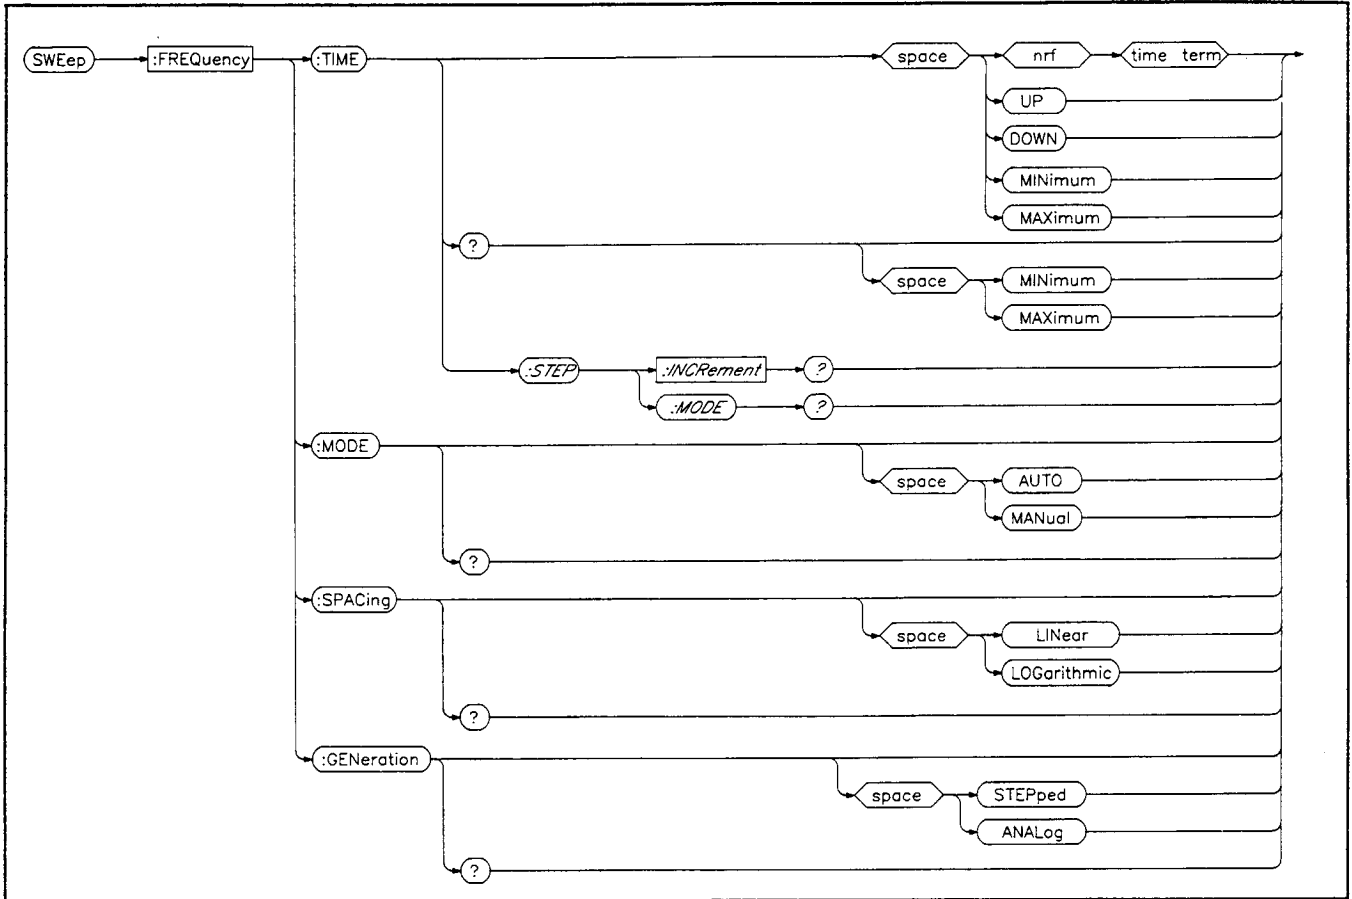 SWEep :FREQuency :TIME space nrf time term
UP
DOWN
MINimum
MAXimum
?
space MINimum
MAXimum
:STEP :INCRement ?
:MODE ?
:MODE
space AUTO
MANual
?
:SPACing
space LINear
LOGarithmic
?
:GENeration
space STEPped
ANALog
?